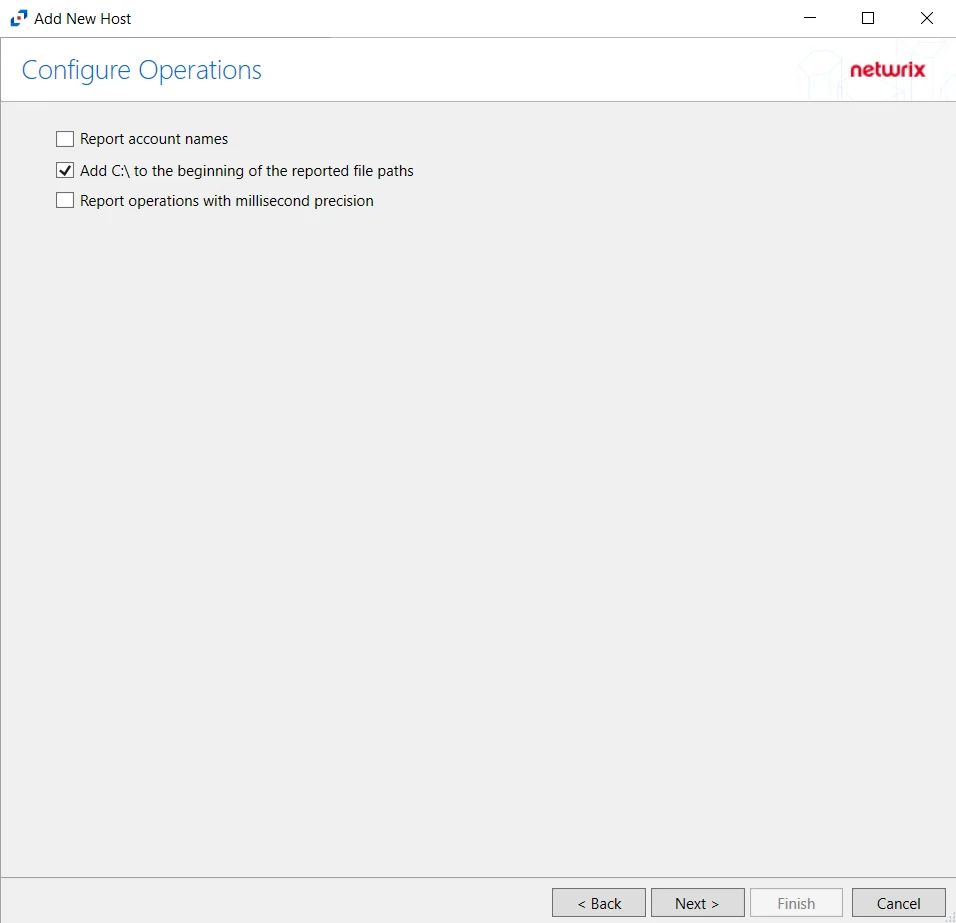 Add New Host
Configure Operations
netwrix
Report account names
Add C:\ to the beginning of the reported file paths
Report operations with millisecond precision
< Back
Next >
Finish
Cancel